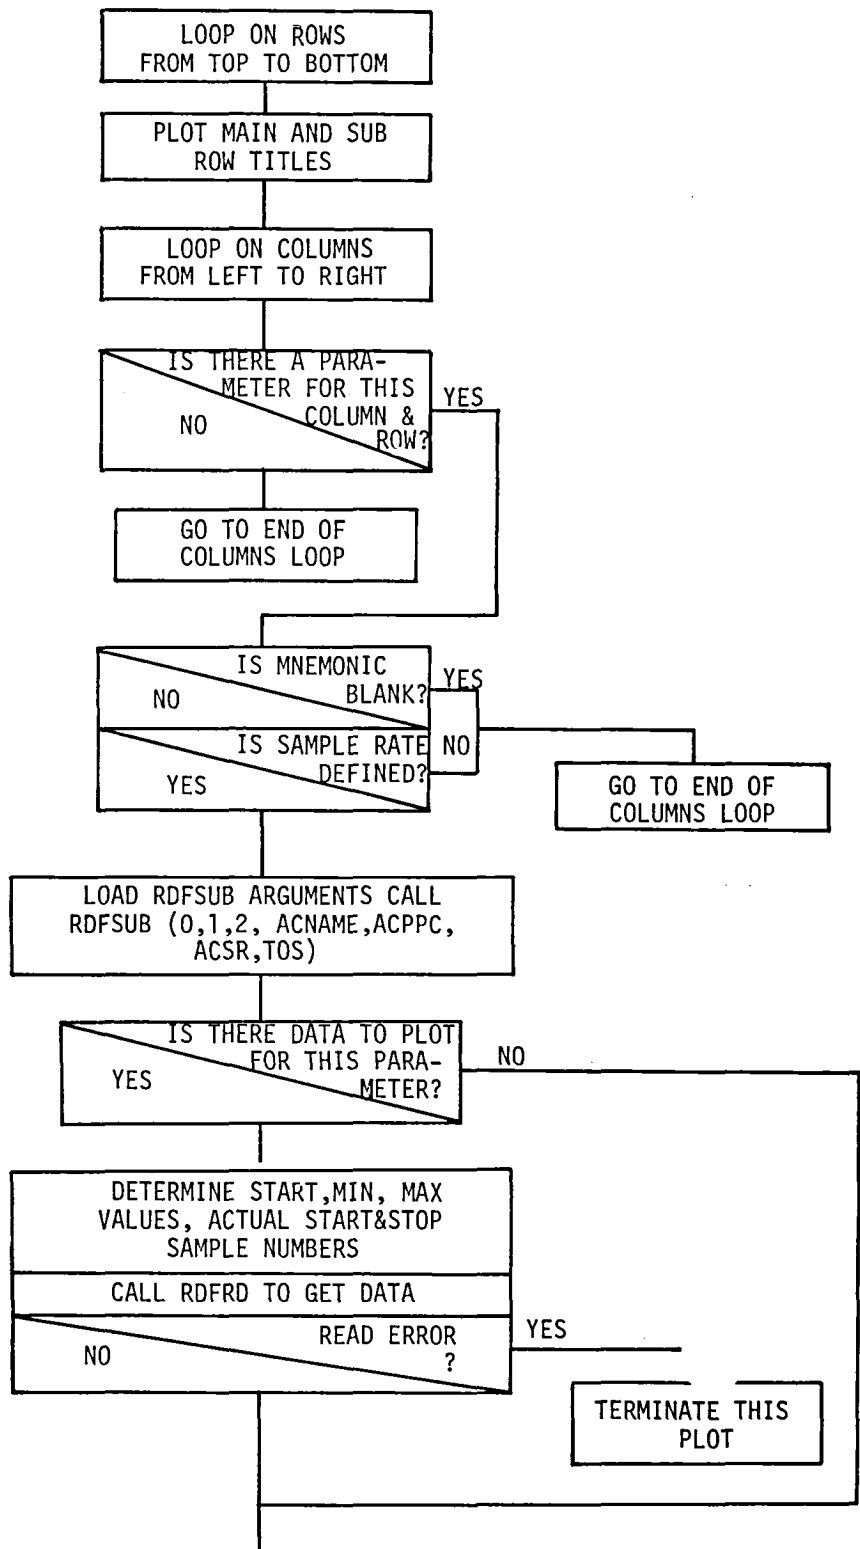 LOOP ON ROWS
FROM TOP TO BOTTOM
PLOT MAIN AND SUB
ROW TITLES
LOOP ON COLUMNS
FROM LEFT TO RIGHT
IS THERE A PARA-
METER FOR THIS
COLUMN &
ROW?
YES
NO
GO TO END OF
COLUMNS LOOP
IS MNEMONIC
BLANK?
YES
NO
IS SAMPLE RATE
DEFINED?
NO
YES
GO TO END OF
COLUMNS LOOP
LOAD RDFSUB ARGUMENTS CALL
RDFSUB (0,1,2, ACNAME,ACPPC,
ACSR,TOS)
IS THERE DATA TO PLOT
FOR THIS PARA-
METER?
NO
YES
DETERMINE START,MIN, MAX
VALUES, ACTUAL START&STOP
SAMPLE NUMBERS
CALL RDFRD TO GET DATA
READ ERROR
?
YES
NO
TERMINATE THIS
PLOT